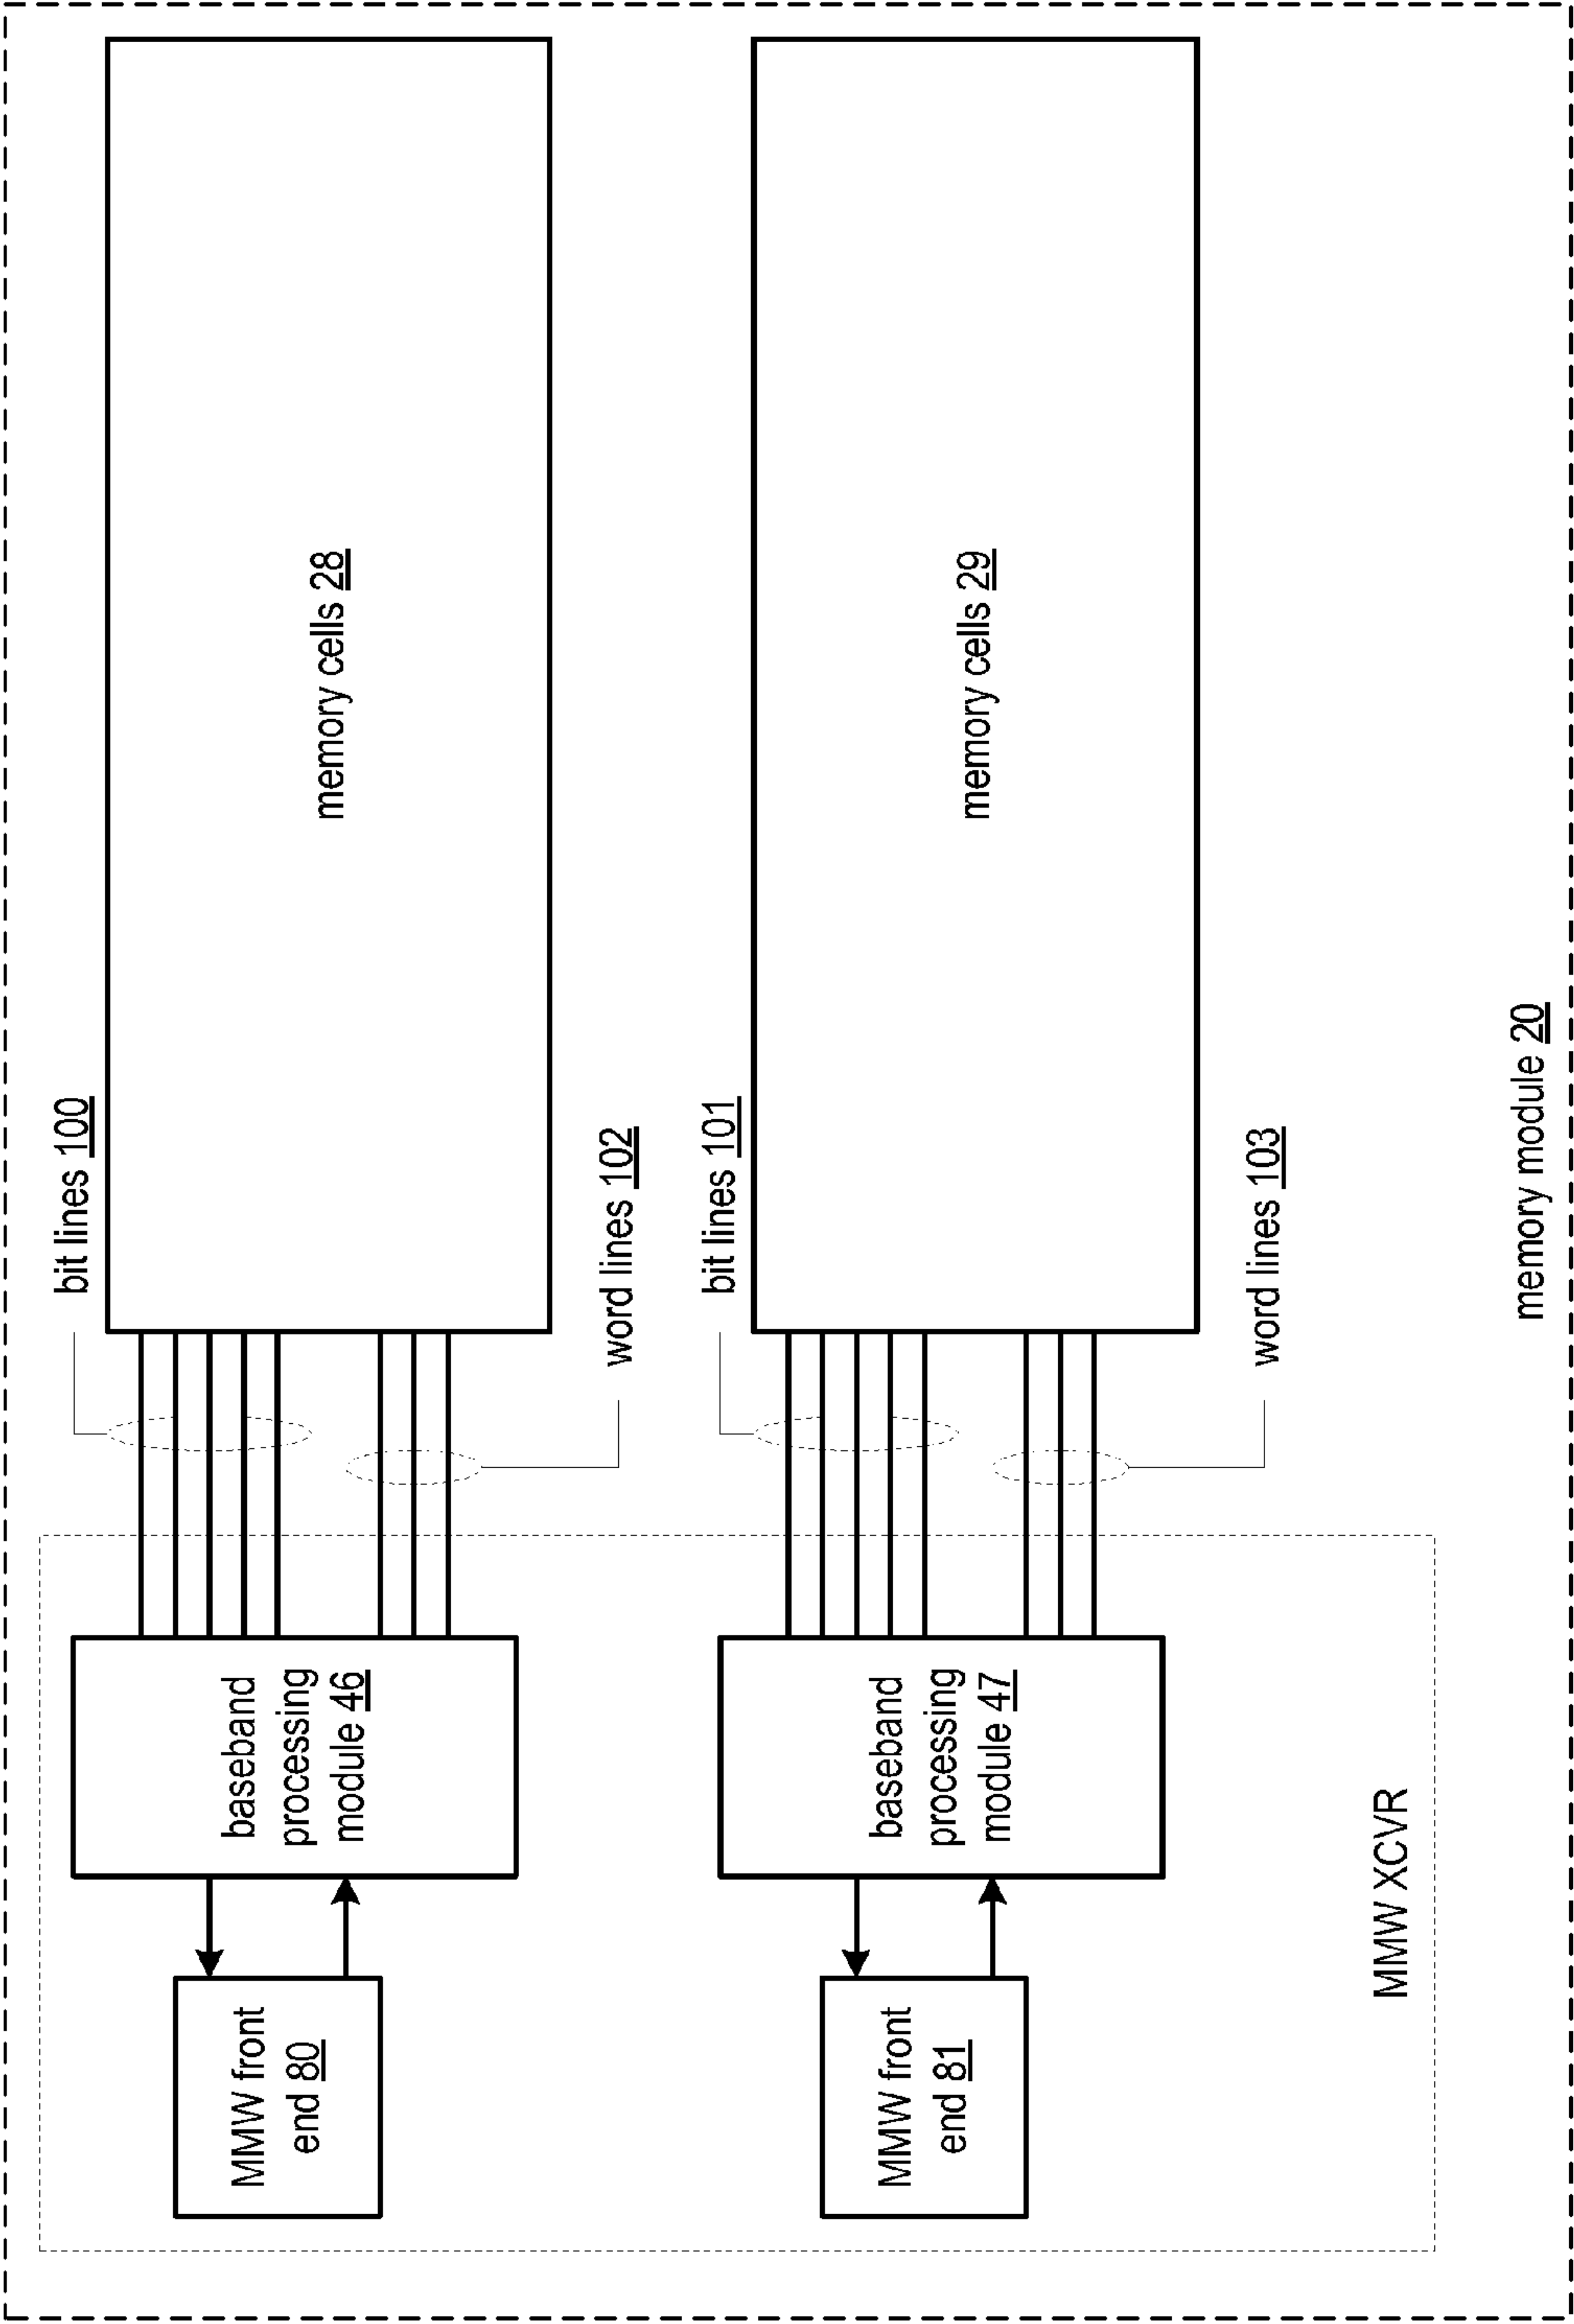 MMW front
end 80
baseband
processing
module 46
bit lines 100
word lines 102
memory cells 28
MMW front
end 81
baseband
processing
module 47
bit lines 101
word lines 103
memory cells 29
MMW XCVR
memory module 20